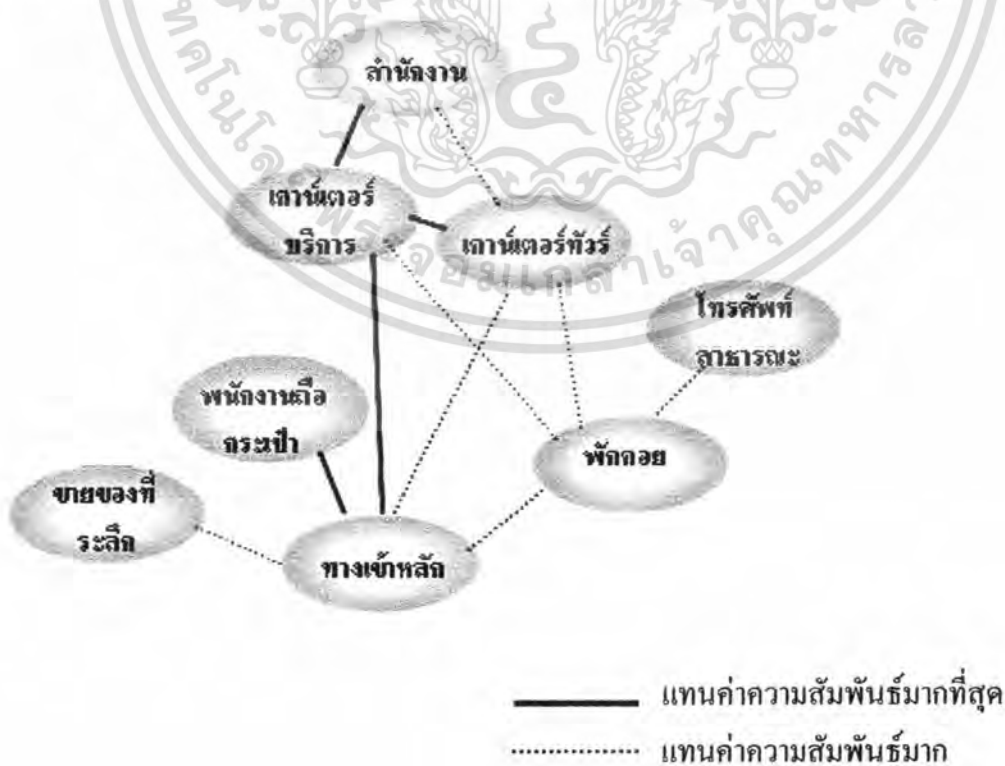 สำนักงาน
เคาน์เตอร์
บริการ
เคาน์เตอร์ทัวร์
โทรศัพท์
สาธารณะ
พนักงานถือ
กระเป๋า
พักคอย
ขายของที่
ระลึก
ทางเข้าหลัก
แทนค่าความสัมพันธ์มากที่สุด
แทนค่าความสัมพันธ์มาก